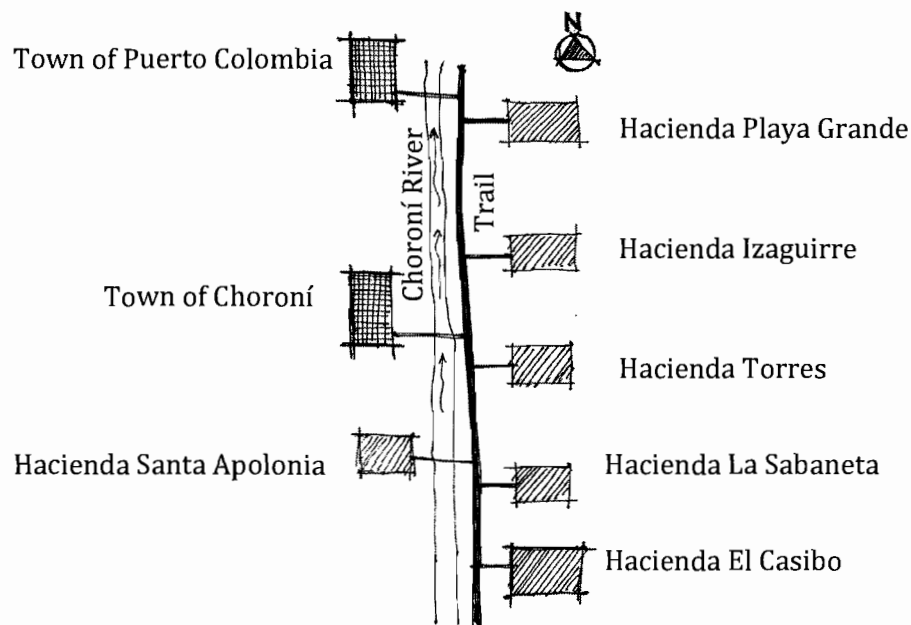 N
Town of Puerto Colombia
Hacienda Playa Grande
Choroní River
Trail
Hacienda Izaguirre
Town of Choroní
Hacienda Torres
Hacienda Santa Apolonia
Hacienda La Sabaneta
Hacienda El Casibo